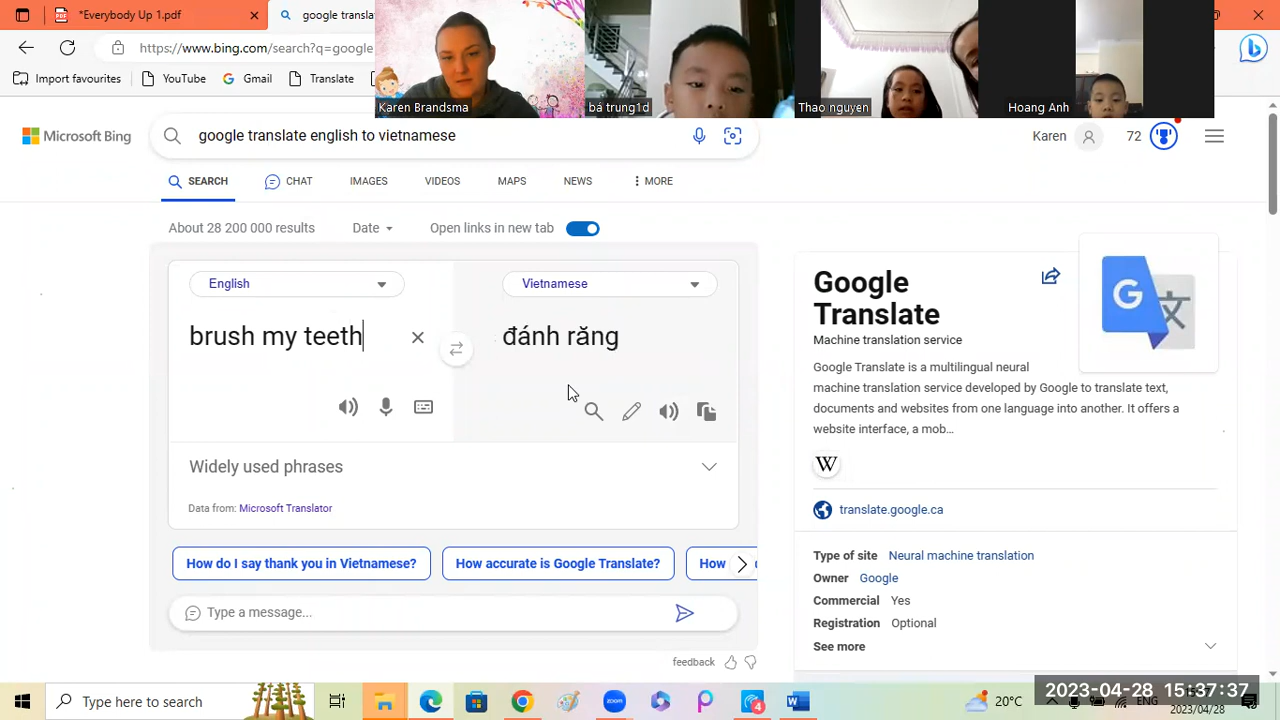 Everybody Up 1.pdf
google transl
https://www.bing.com/search?q=google
Import favourites
YouTube
Gmail
Translate
Karen Brandsma
bá trung1d
Thao nguyen
Hoang Anh
Microsoft Bing
google translate english to vietnamese
Karen
72
SEARCH
CHAT
IMAGES
VIDEOS
MAPS
NEWS
MORE
About 28 200 000 results
Date
Open links in new tab
English
Vietnamese
brush my teeth
đánh răng
Widely used phrases
Data from: Microsoft Translator
How do I say thank you in Vietnamese?
How accurate is Google Translate?
How
Type a message...
feedback
Google
Translate
Machine translation service
Google Translate is a multilingual neural
machine translation service developed by Google to translate text,
documents and websites from one language into another. It offers a
website interface, a mob…
W
translate.google.ca
Type of site Neural machine translation
Owner Google
Commercial Yes
Registration Optional
See more
Type here to search
zoom
4
20°C
ENG
2023-04-28 15:37:37
2023/04/28